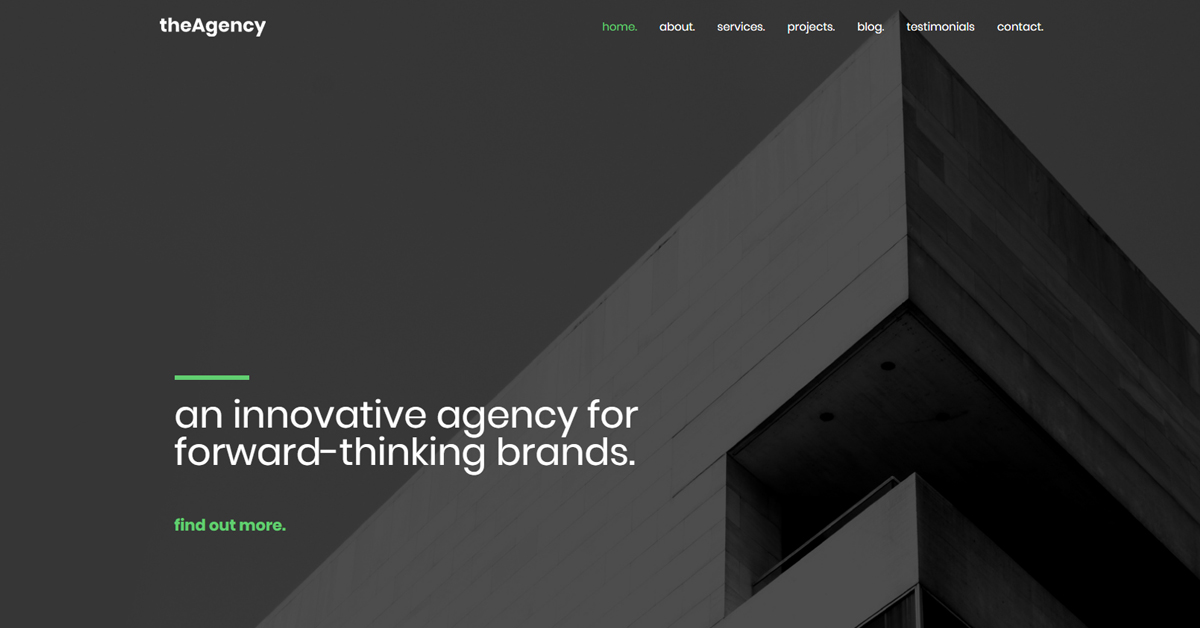 theAgency
home. about. services. projects. blog. testimonials contact.
an innovative agency for
forward-thinking brands.
find out more.